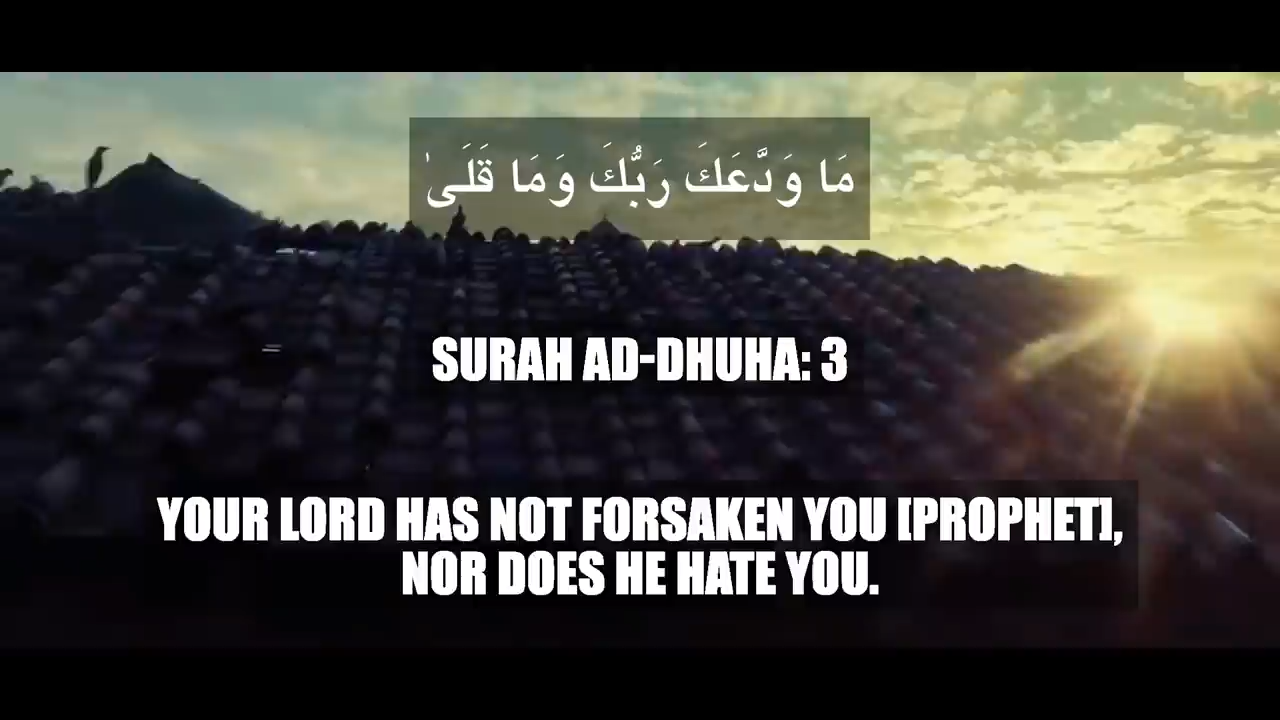 مَا وَدَّعَكَ رَبُّكَ وَمَا قَلَىٰ
SURAH AD-DHUHA: 3
YOUR LORD HAS NOT FORSAKEN YOU [PROPHET],
NOR DOES HE HATE YOU.